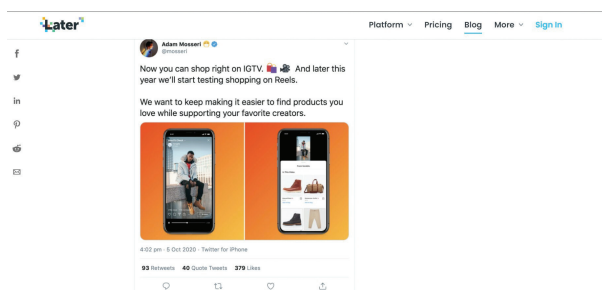 Later
Platform Pricing Blog More Sign In
Adam Mosseri
@mosseri
Now you can shop right on IGTV. 🛍️ 🎥 And later this
year we'll start testing shopping on Reels.
We want to keep making it easier to find products you
love while supporting your favorite creators.
4:02 pm · 5 Oct 2020 · Twitter for iPhone
93 Retweets 40 Quote Tweets 379 Likes